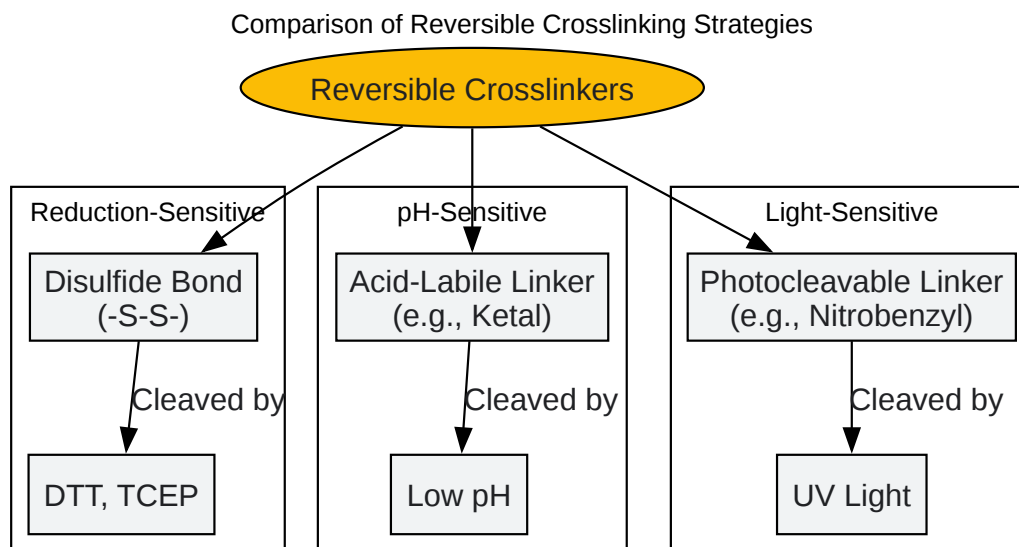 Comparison of Reversible Crosslinking Strategies
Reversible Crosslinkers
Reduction-Sensitive
Disulfide Bond
(-S-S-)
Cleaved by
DTT, TCEP
pH-Sensitive
Acid-Labile Linker
(e.g., Ketal)
Cleaved by
Low pH
Light-Sensitive
Photocleavable Linker
(e.g., Nitrobenzyl)
Cleaved by
UV Light